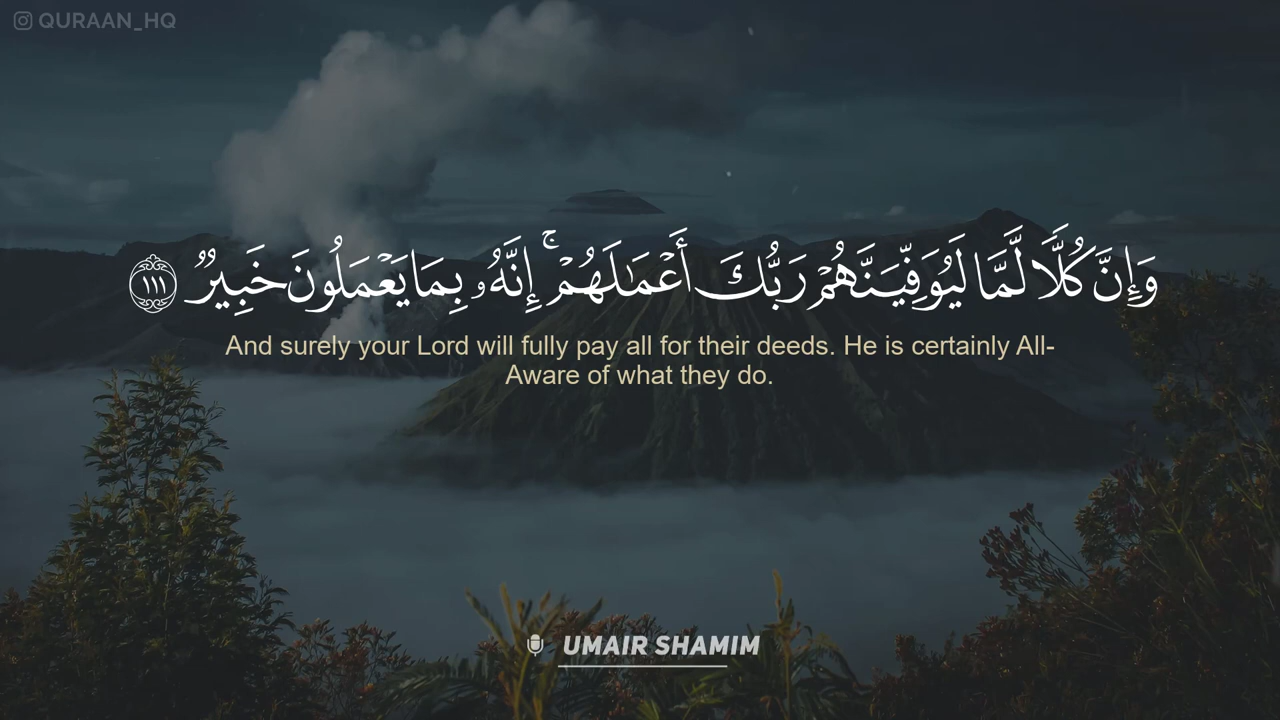 QURAAN_HQ
وَإِنَّ كُلًّا لَّمَّا لَيُوَفِّيَنَّهُمْ رَبُّكَ أَعْمَـٰلَهُمْ ۚ إِنَّهُۥ بِمَا يَعْمَلُونَ خَبِيرٌ ١١١
And surely your Lord will fully pay all for their deeds. He is certainly All-
Aware of what they do.
UMAIR SHAMIM